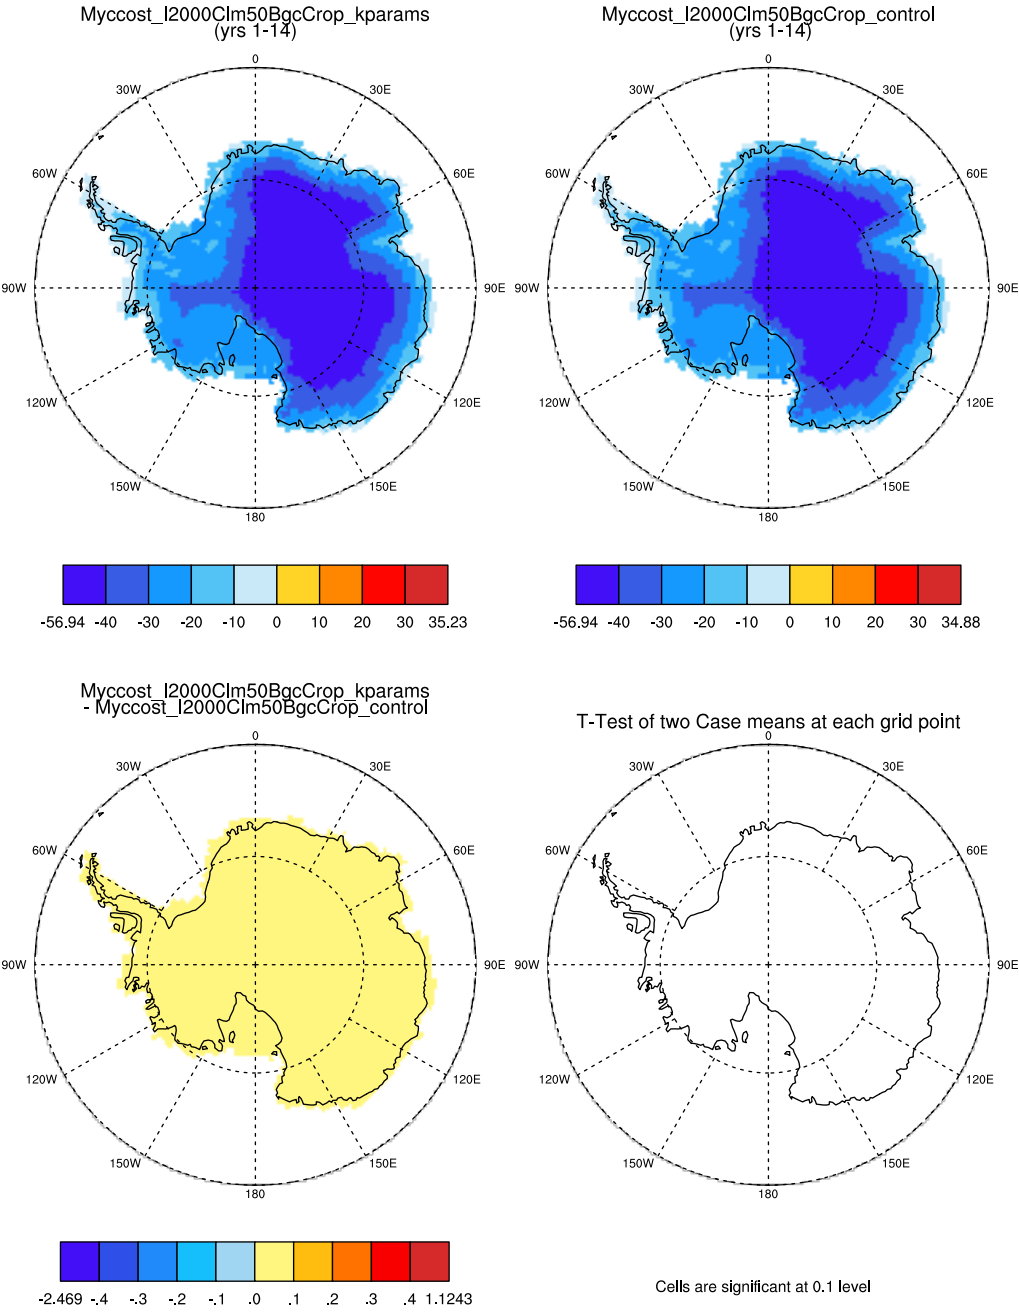 Myccost_I2000Clm50BgcCrop_kparams
(yrs 1-14)
0
30W
30E
60W
60E
90W
90E
120W
120E
150W
150E
180
-56.94 -40 -30 -20 -10 0 10 20 30 35.23
Myccost_I2000Clm50BgcCrop_control
(yrs 1-14)
0
30W
30E
60W
60E
90W
90E
120W
120E
150W
150E
180
-56.94 -40 -30 -20 -10 0 10 20 30 34.88
Myccost_I2000Clm50BgcCrop_kparams
- Myccost_I2000Clm50BgcCrop_control
0
30W
30E
60W
60E
90W
90E
120W
120E
150W
150E
180
-2.469 -.4 -.3 -.2 -.1 .0 .1 .2 .3 .4 1.1243
T-Test of two Case means at each grid point
0
30W
30E
60W
60E
90W
90E
120W
120E
150W
150E
180
Cells are significant at 0.1 level